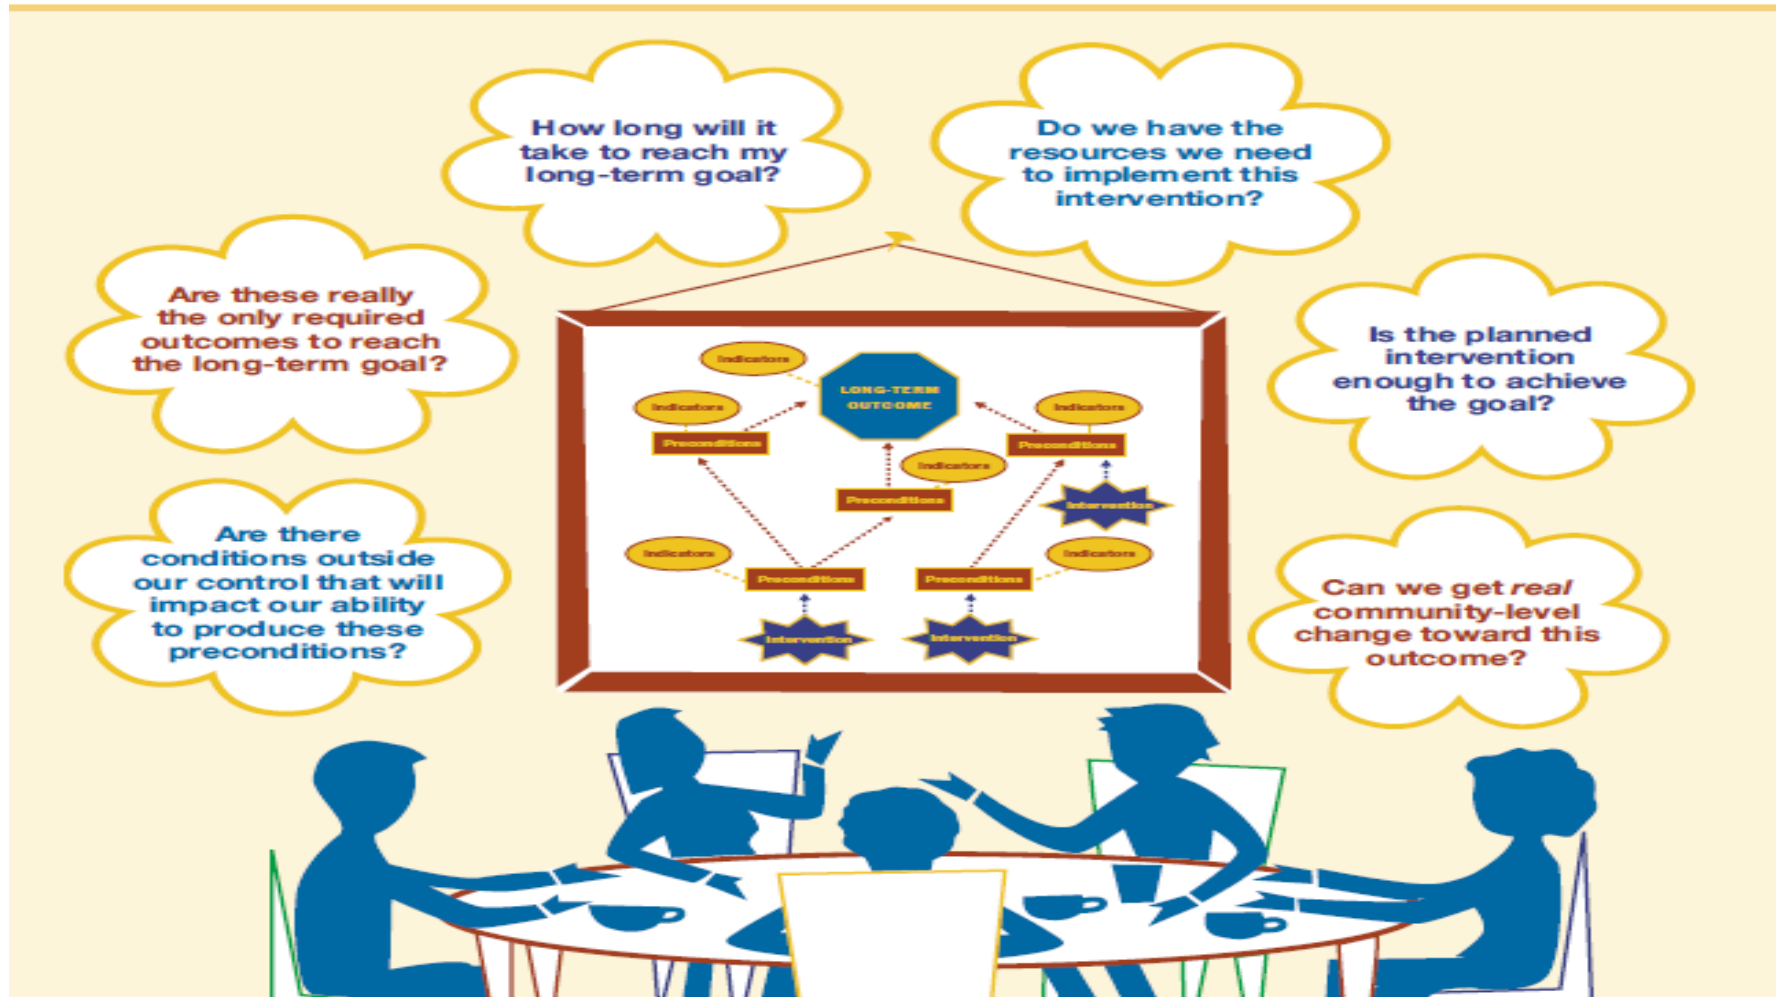 How long will it
take to reach my
long-term goal?
Do we have the
resources we need
to implement this
intervention?
Are these really
the only required
outcomes to reach
the long-term goal?
Is the planned
intervention
enough to achieve
the goal?
Are there
conditions outside
our control that will
impact our ability
to produce these
preconditions?
Can we get real
community-level
change toward this
outcome?
Indicators
LONG-TERM
OUTCOME
Indicators
Indicators
Preconditions
Preconditions
Indicators
Preconditions
Intervention
Indicators
Indicators
Preconditions
Preconditions
Intervention
Intervention